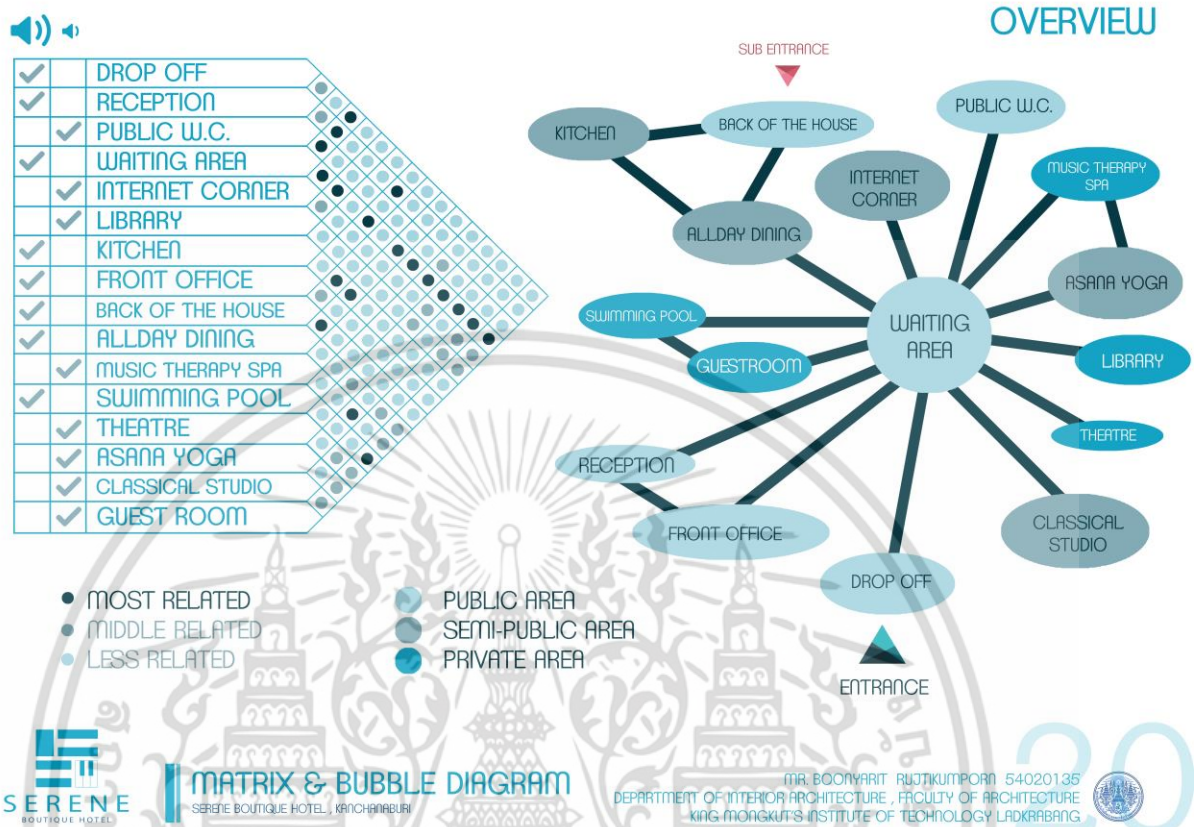 OVERVIEW
DROP OFF
RECEPTION
PUBLIC W.C.
WAITING AREA
INTERNET CORNER
LIBRARY
KITCHEN
FRONT OFFICE
BACK OF THE HOUSE
ALLDAY DINING
MUSIC THERAPY SPA
SWIMMING POOL
THEATRE
ASANA YOGA
CLASSICAL STUDIO
GUEST ROOM
MOST RELATED
MIDDLE RELATED
LESS RELATED
PUBLIC AREA
SEMI-PUBLIC AREA
PRIVATE AREA
SUB ENTRANCE
KITCHEN
BACK OF THE HOUSE
PUBLIC W.C.
INTERNET
CORNER
MUSIC THERAPY
SPA
ALLDAY DINING
ASANA YOGA
SWIMMING POOL
WAITING
AREA
GUESTROOM
LIBRARY
THEATRE
RECEPTION
FRONT OFFICE
CLASSICAL
STUDIO
DROP OFF
ENTRANCE
SERENE
BOUTIQUE HOTEL
MATRIX & BUBBLE DIAGRAM
SERENE BOUTIQUE HOTEL , KANCHANABURI
20
MR. BOONYARIT RUJTIKUMPORN 54020135
DEPARTMENT OF INTERIOR ARCHITECTURE , FACULTY OF ARCHITECTURE
KING MONGKUT'S INSTITUTE OF TECHNOLOGY LADKRABANG